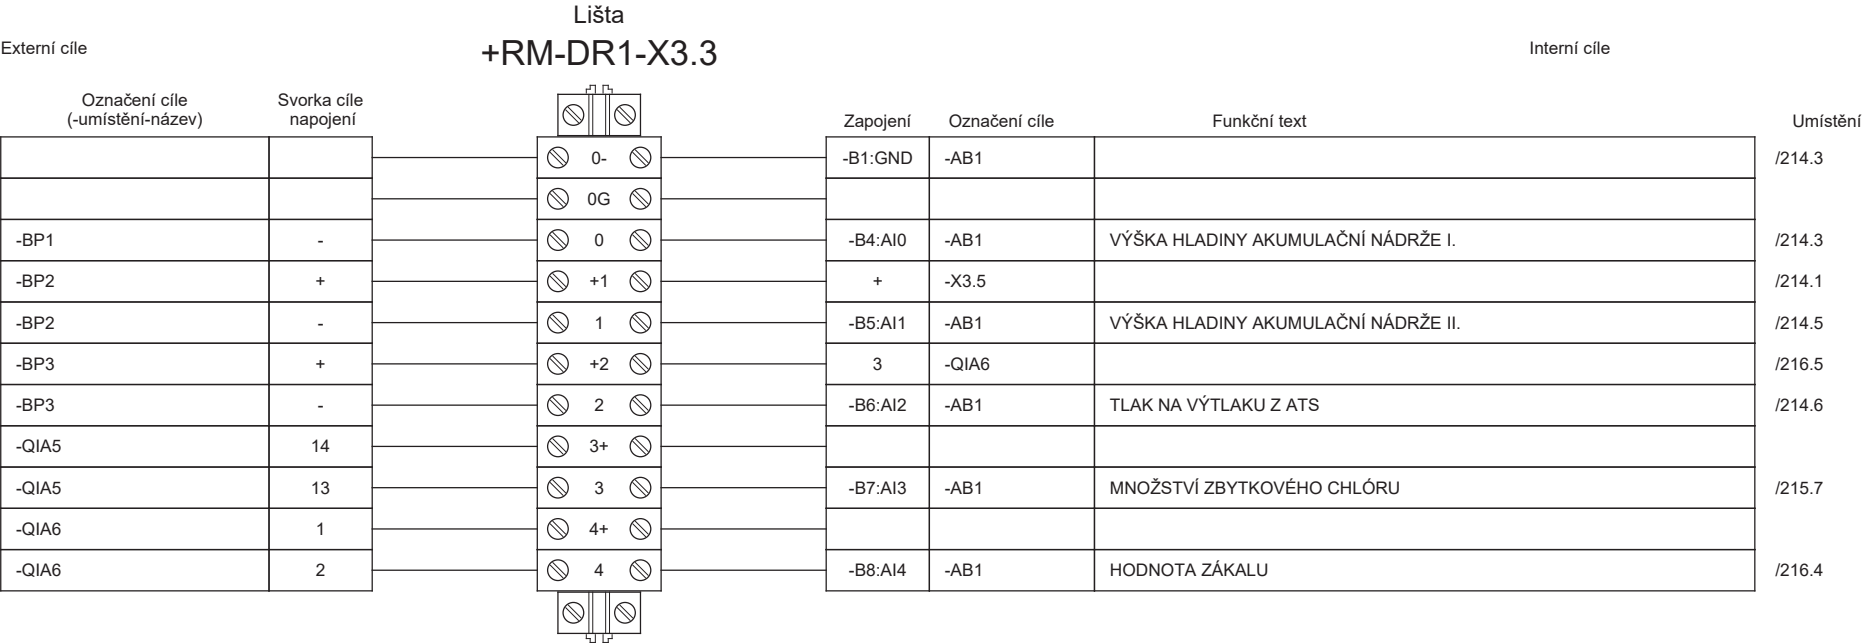 Lišta
Externí cíle +RM-DR1-X3.3 Interní cíle
Označení cíle Svorka cíle
(-umístění-název) napojení Zapojení Označení cíle Funkční text Umístění
0- -B1:GND -AB1 /214.3
0G
-BP1 - 0 -B4:AI0 -AB1 VÝŠKA HLADINY AKUMULAČNÍ NÁDRŽE I. /214.3
-BP2 + +1 + -X3.5 /214.1
-BP2 - 1 -B5:AI1 -AB1 VÝŠKA HLADINY AKUMULAČNÍ NÁDRŽE II. /214.5
-BP3 + +2 3 -QIA6 /216.5
-BP3 - 2 -B6:AI2 -AB1 TLAK NA VÝTLAKU Z ATS /214.6
-QIA5 14 3+
-QIA5 13 3 -B7:AI3 -AB1 MNOŽSTVÍ ZBYTKOVÉHO CHLÓRU /215.7
-QIA6 1 4+
-QIA6 2 4 -B8:AI4 -AB1 HODNOTA ZÁKALU /216.4